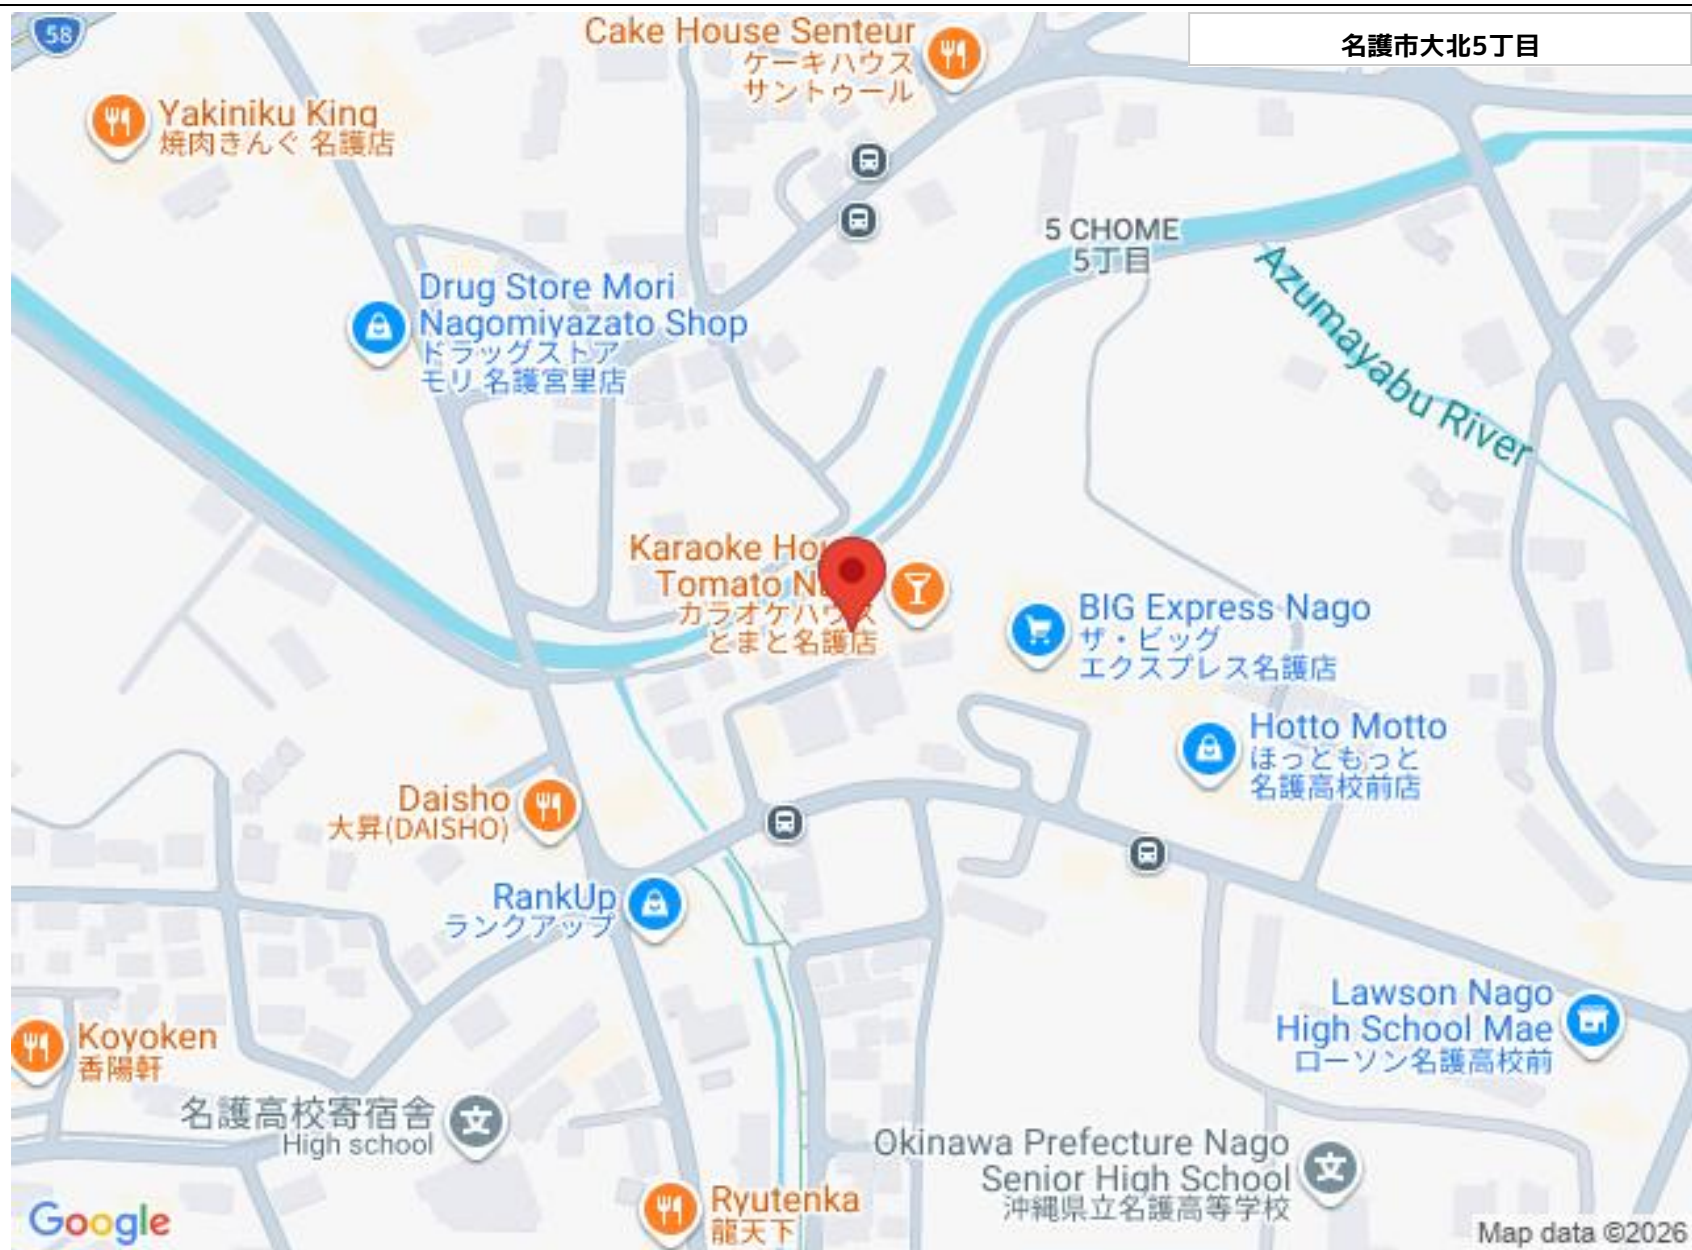 58
名護市大北5丁目
Cake House Senteur
ケーキハウス
サントゥール
Yakiniku King
焼肉きんぐ 名護店
5 CHOME
5丁目
Azumayabu River
Drug Store Mori
Nagomiyazato Shop
ドラッグストア
モリ 名護宮里店
Karaoke Hou
Tomato N
カラオケハウス
とまと名護店
BIG Express Nago
ザ・ビッグ
エクスプレス名護店
Hotto Motto
ほっともっと
名護高校前店
Daisho
大昇(DAISHO)
RankUp
ランクアップ
Lawson Nago
High School Mae
ローソン名護高校前
Koyoken
香陽軒
名護高校寄宿舎
High school
Okinawa Prefecture Nago
Senior High School
沖縄県立名護高等学校
Ryutenka
龍天下
Google
Map data ©2026